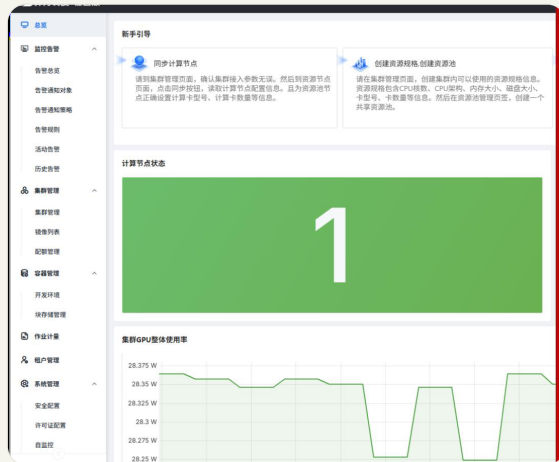 总览
监控告警
告警总览
告警通知对象
告警通知策略
告警规则
活动告警
历史告警
集群管理
集群管理
镜像列表
配额管理
容器管理
开发环境
块存储管理
作业计量
租户管理
系统管理
安全配置
许可证配置
自监控
新手引导
同步计算节点
请到集群管理页面，确认集群接入参数无误。然后到资源节
点页面，点击同步按钮，读取计算节点配置信息。且为资源池节
点正确设置计算卡型号、计算卡数量等信息。
创建资源规格,创建资源池
请在集群管理页面，创建集群内可以使用的资源规格信息。
资源规格包含CPU核数、CPU架构、内存大小、磁盘大小、
卡型号、卡数量等信息。然后在资源池管理页签，创建一个
共享资源池。
计算节点状态
1
集群GPU整体使用率
28.375 W
28.35 W
28.325 W
28.3 W
28.275 W
28.25 W